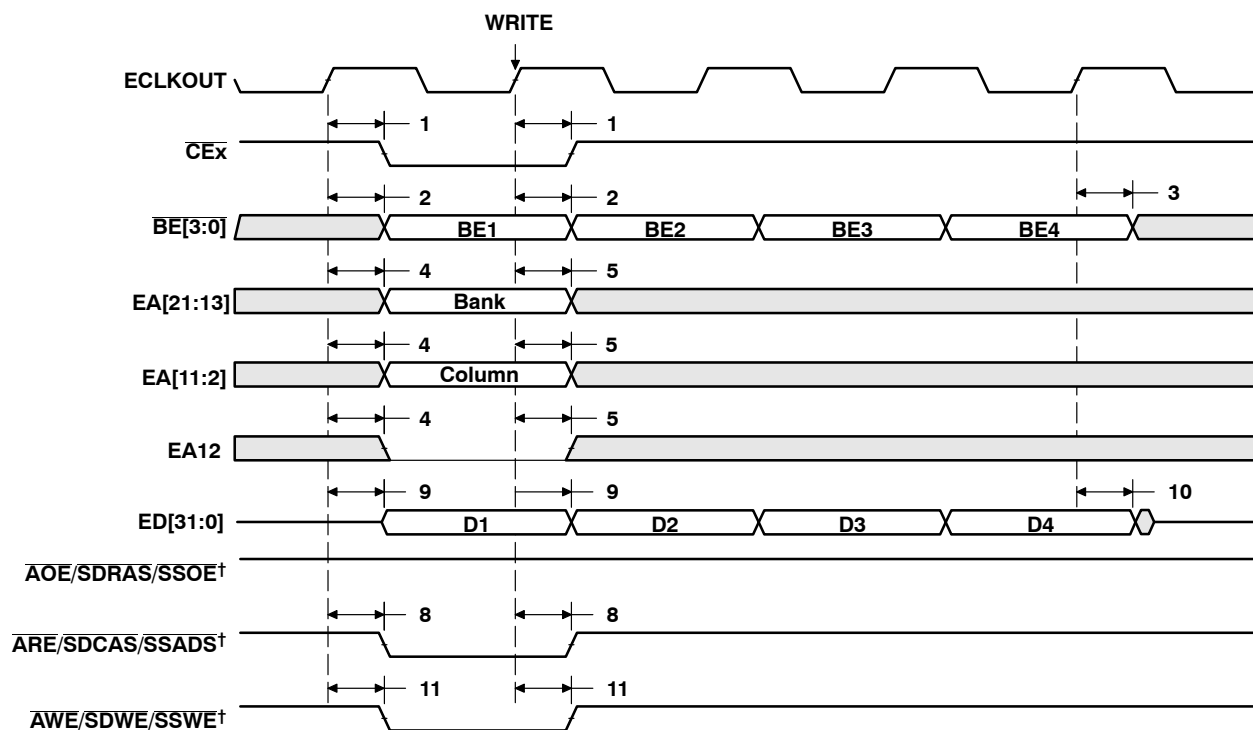 WRITE
ECLKOUT
1 1
CEx
2 2 3
BE[3:0] BE1 BE2 BE3 BE4
4 5
EA[21:13] Bank
4 5
EA[11:2] Column
4 5
EA12
9 9 10
ED[31:0] D1 D2 D3 D4
AOE/SDRAS/SSOE†
8 8
ARE/SDCAS/SSADS†
11 11
AWE/SDWE/SSWE†